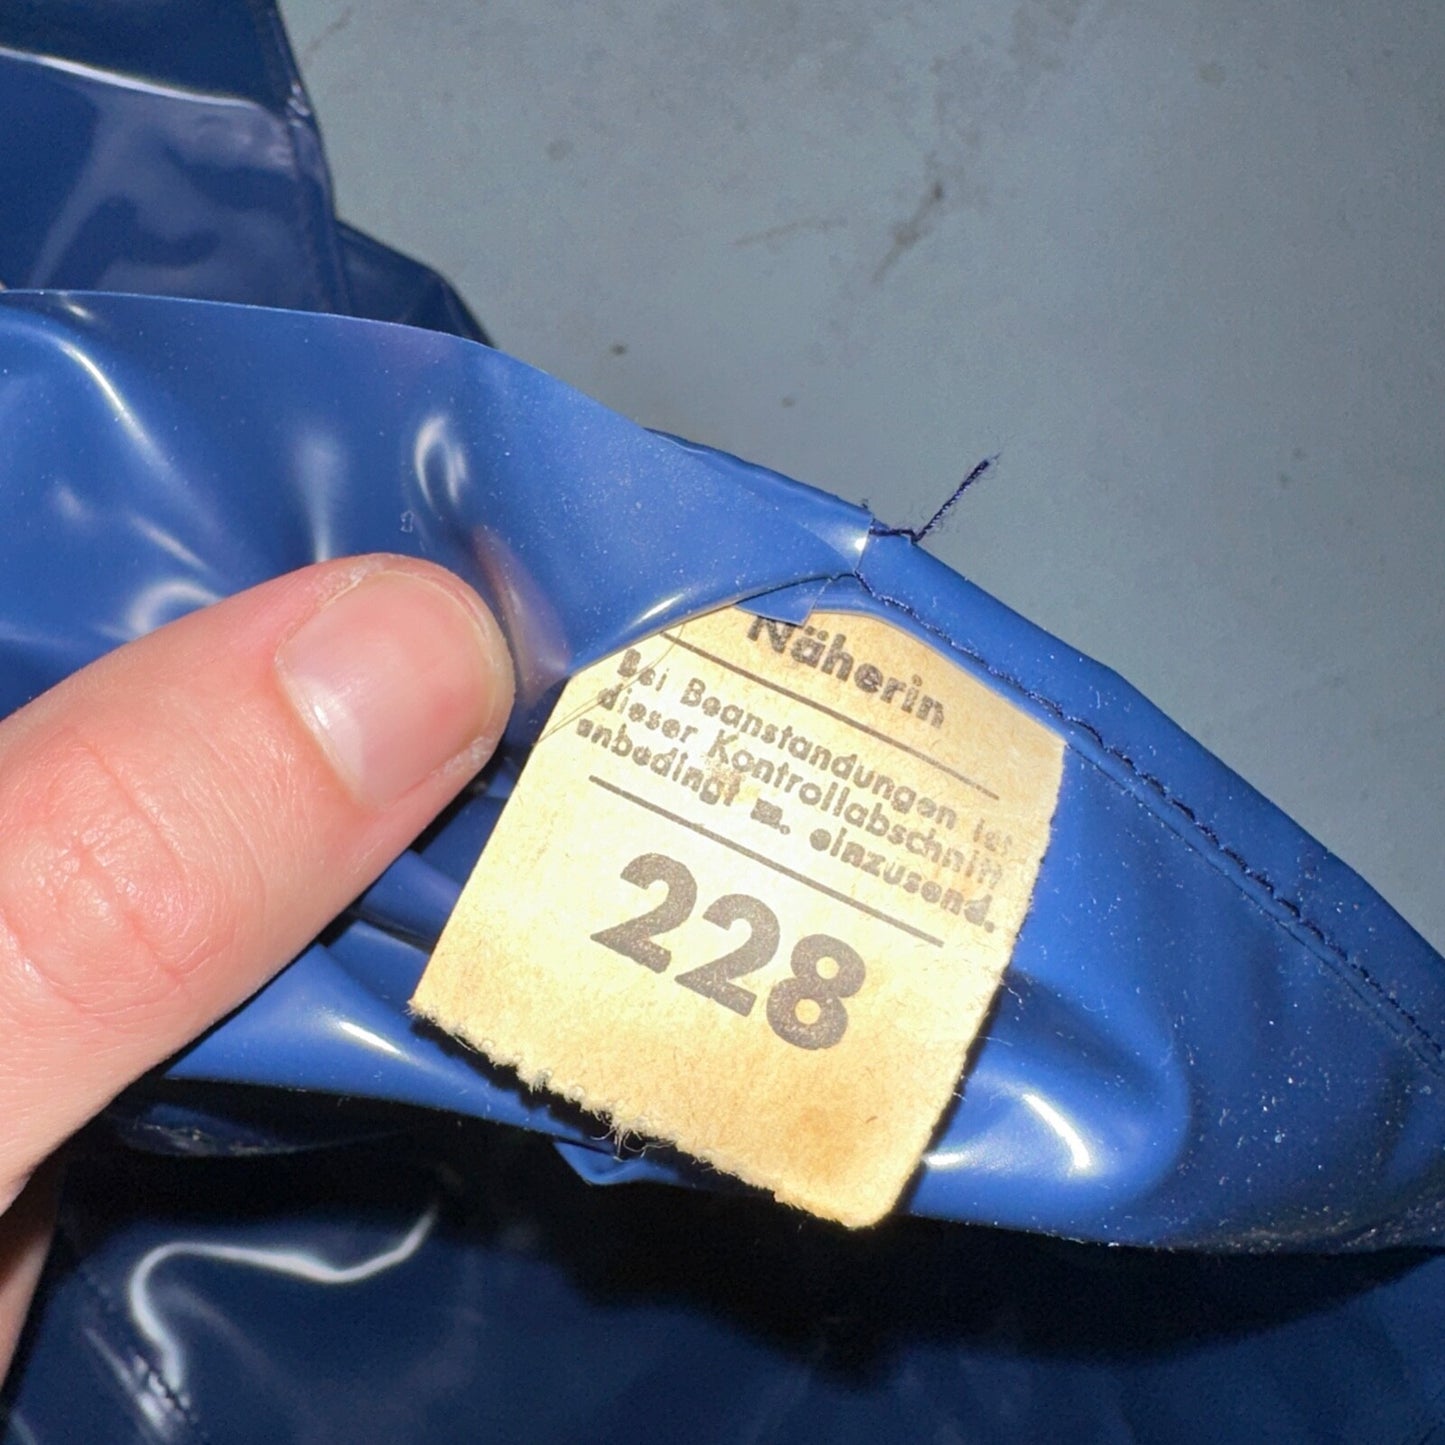 Näherin
Bei Beanstandungen ist
dieser Kontrollabschnitt
unbedingt m. einzusend.
228